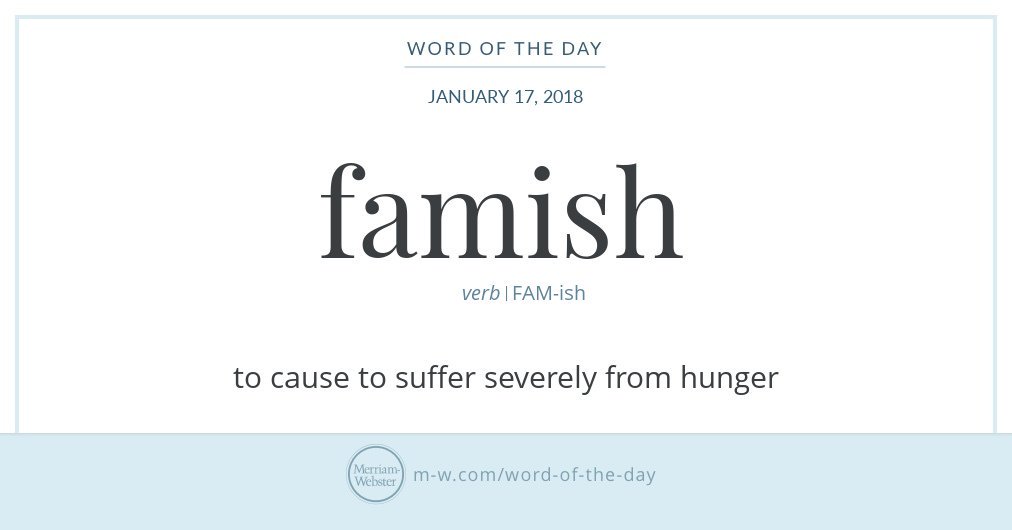 WORD OF THE DAY
JANUARY 17, 2018
famish
verb | FAM-ish
to cause to suffer severely from hunger
Merriam-
Webster
m-w.com/word-of-the-day